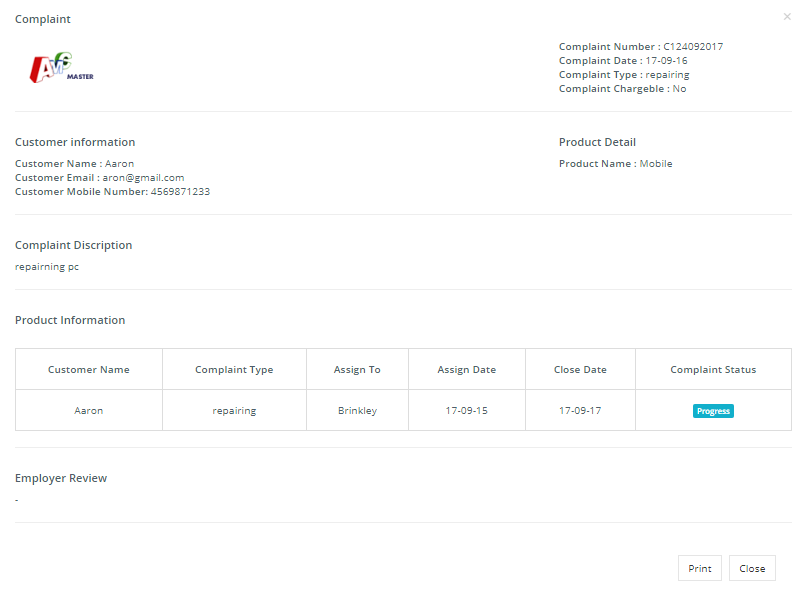 Complaint
×
AMC
MASTER
Complaint Number : C124092017
Complaint Date : 17-09-16
Complaint Type : repairing
Complaint Chargeble : No
Customer information
Customer Name : Aaron
Customer Email : aron@gmail.com
Customer Mobile Number: 4569871233
Product Detail
Product Name : Mobile
Complaint Discription
repairning pc
Product Information
Customer Name Complaint Type Assign To Assign Date Close Date Complaint Status
Aaron repairing Brinkley 17-09-15 17-09-17 Progress
Employer Review
-
Print Close